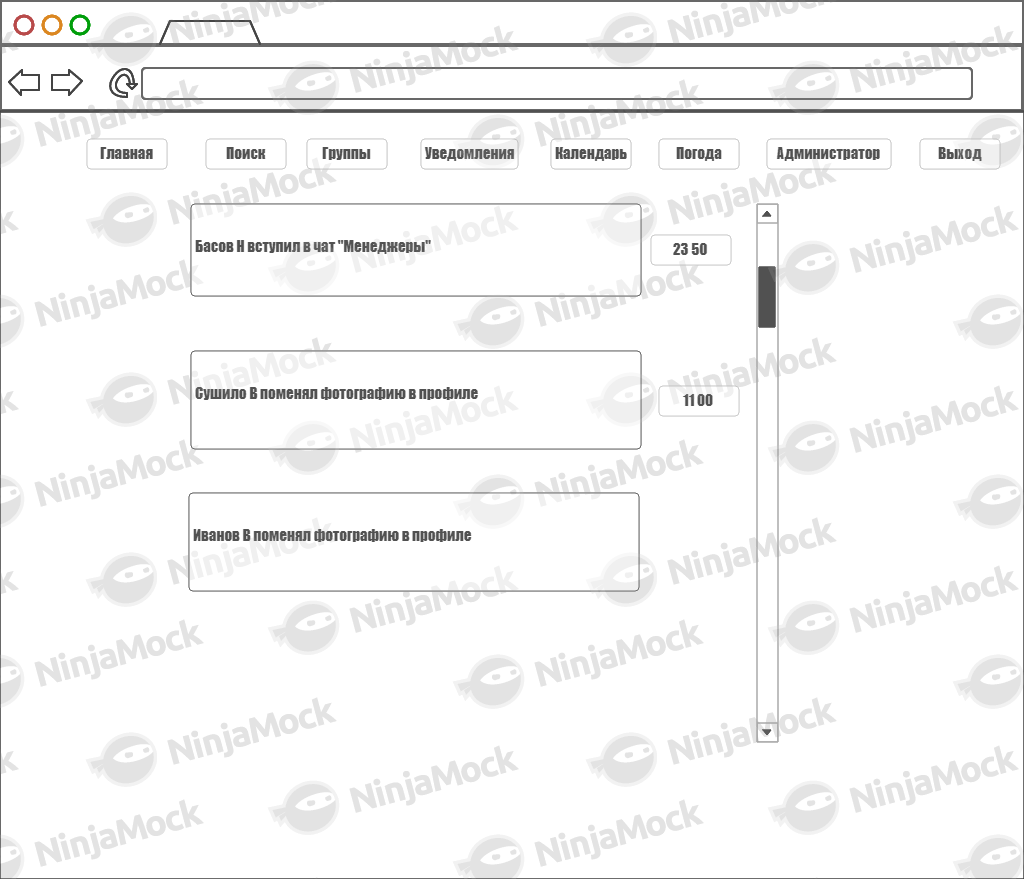 Главная Поиск Группы Уведомления Календарь Погода Администратор Выход
Басов Н вступил в чат "Менеджеры"
23 50
Сушило В поменял фотографию в профиле
11 00
Иванов В поменял фотографию в профиле
NinjaMock